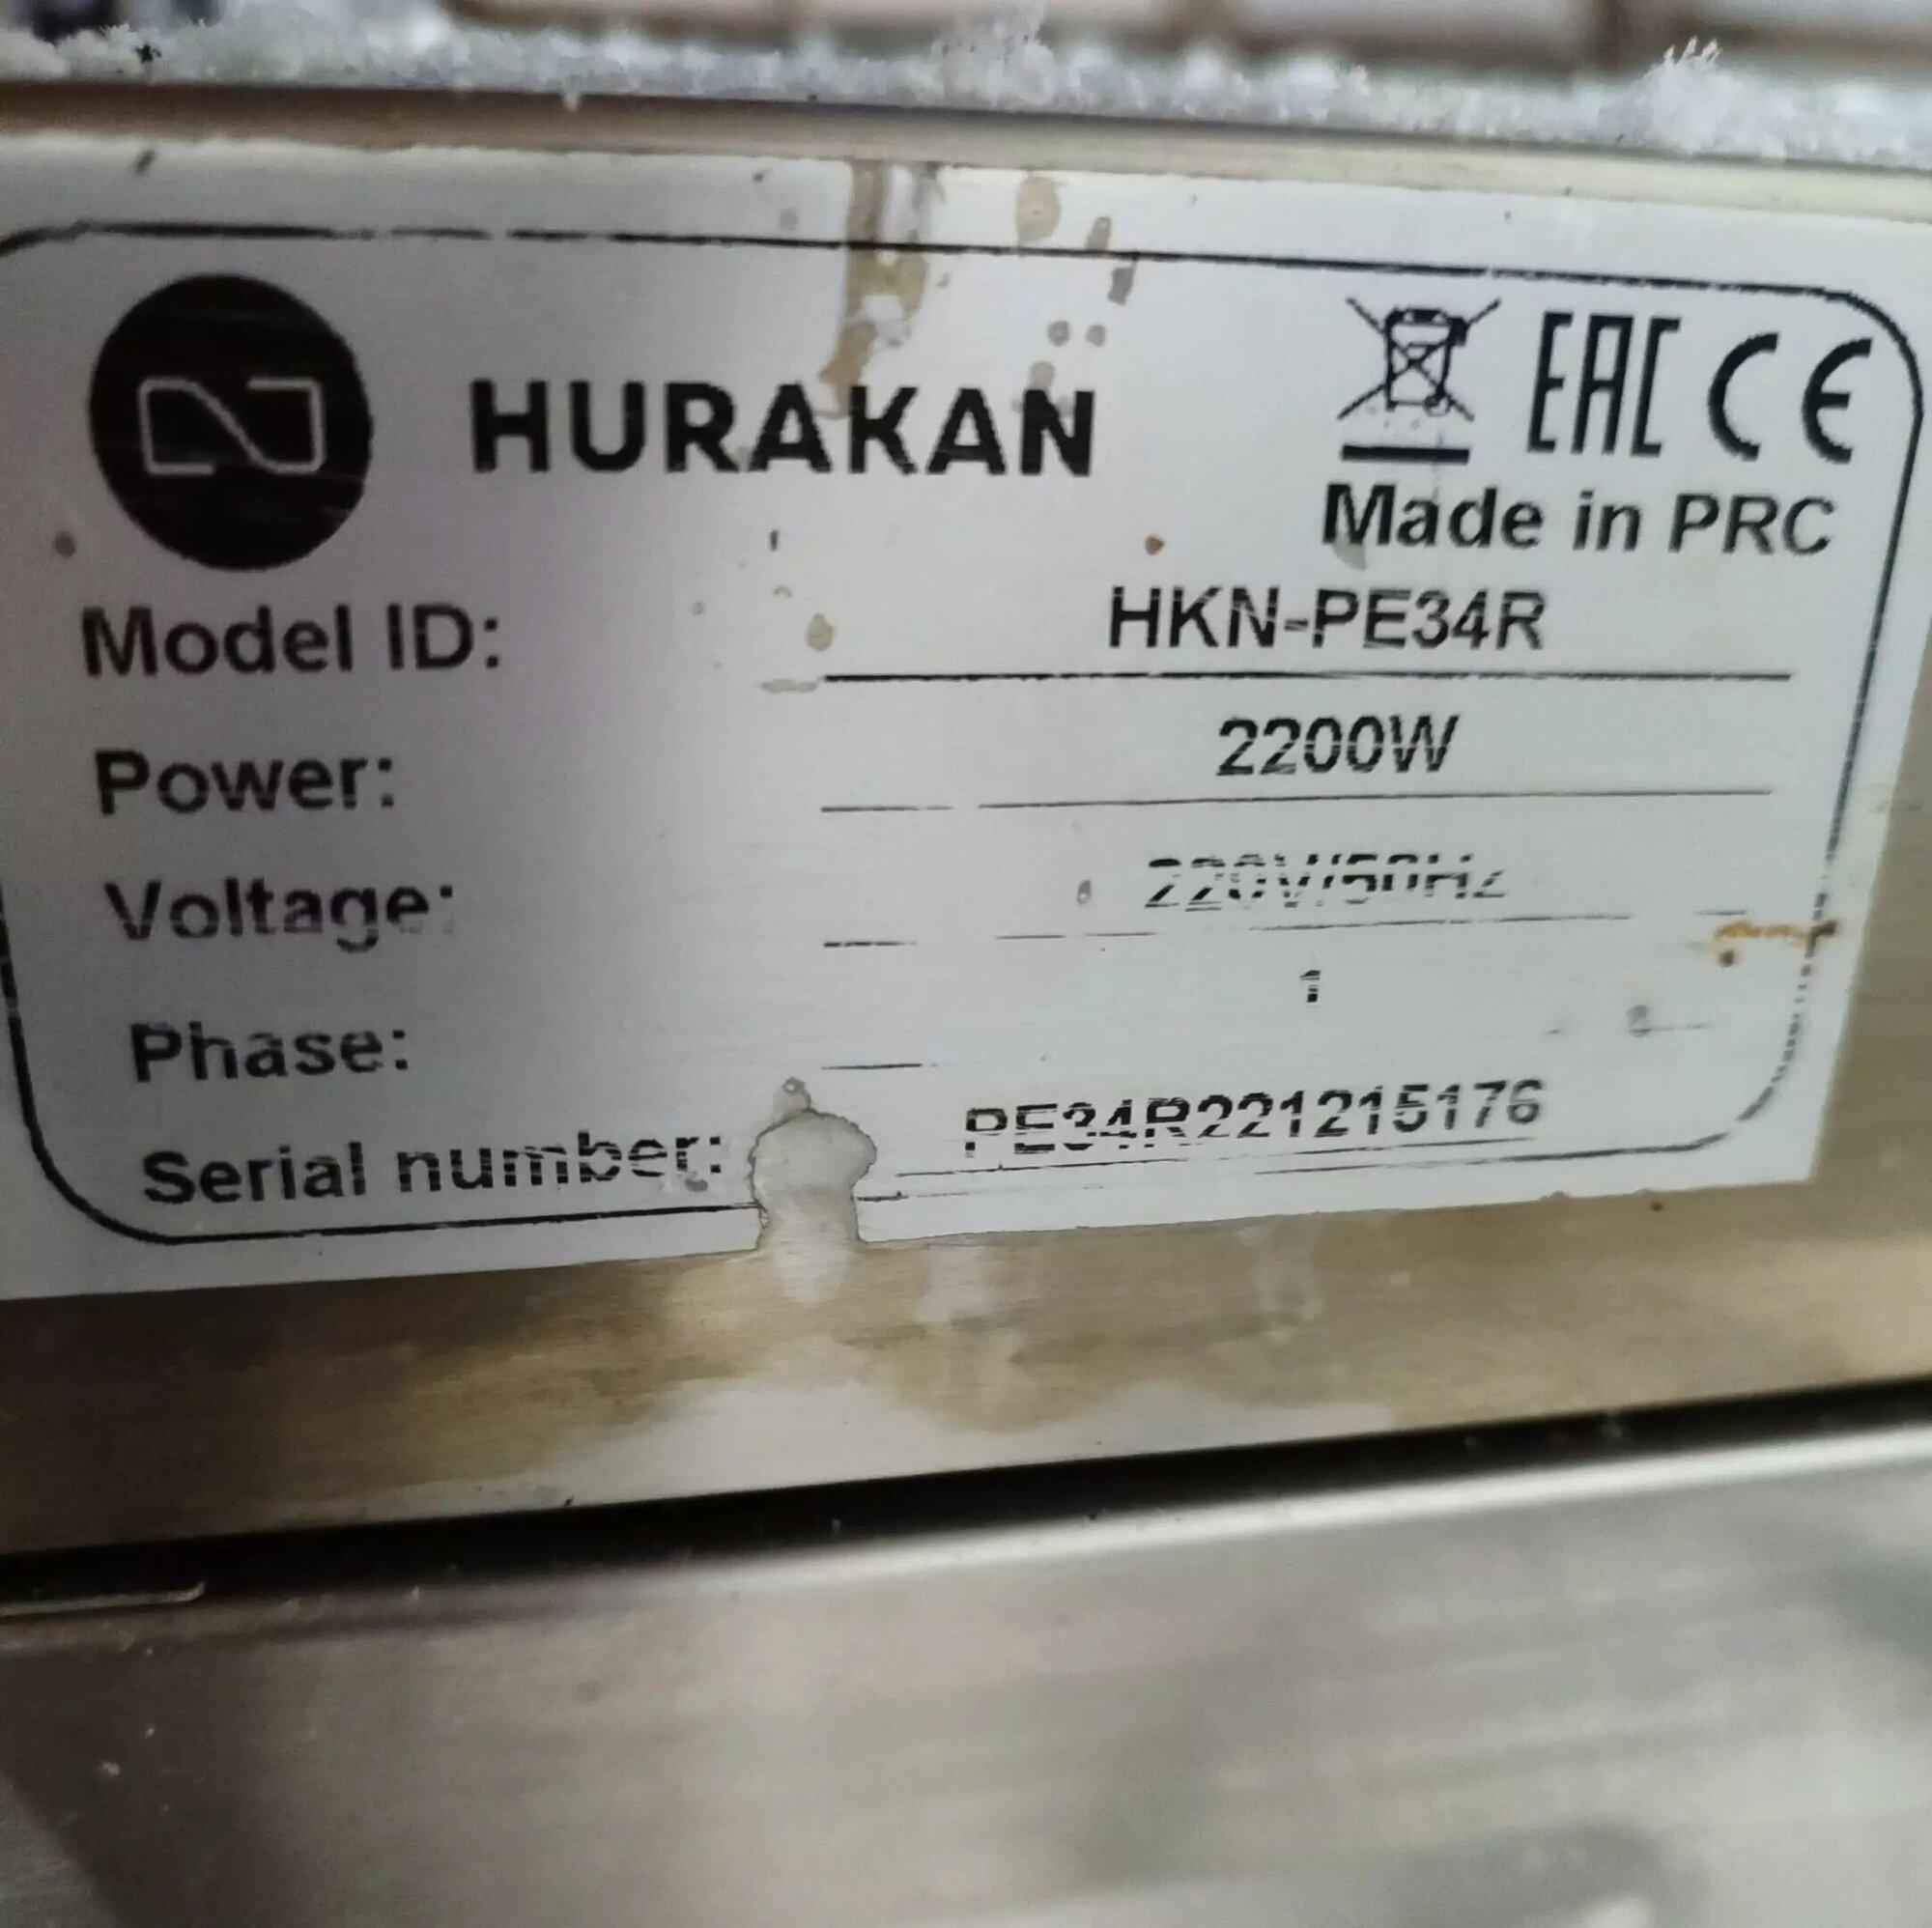 HURAKAN
EAC CE
Made in PRC
Model ID: HKN-PE34R
Power: 2200W
Voltage: 220V/50Hz
Phase: 1
Serial number: PE34R221215176